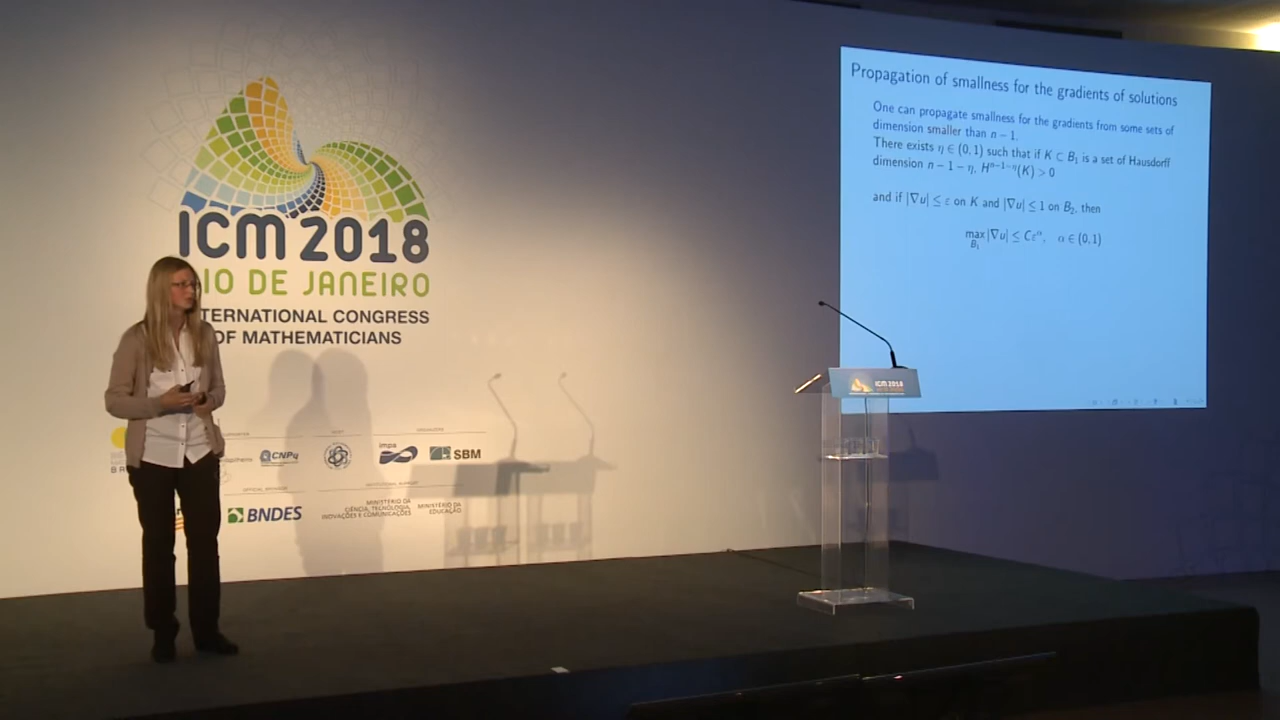 ICM 2018
IO DE JANEIRO
TERNATIONAL CONGRESS
OF MATHEMATICIANS
CNPq
impa
SBM
BNDES
MINISTÉRIO DA
CIÊNCIA, TECNOLOGIA,
INOVAÇÕES E COMUNICAÇÕES
MINISTÉRIO DA
EDUCAÇÃO
Propagation of smallness for the gradients of solutions
One can propagate smallness for the gradients from some sets of
dimension smaller than n − 1.
There exists η ∈ (0, 1) such that if K ⊂ B₁ is a set of Hausdorff
dimension n − 1 − η, Hⁿ⁻¹⁻η(K) > 0
and if |∇u| ≤ ε on K and |∇u| ≤ 1 on B₂, then
max |∇u| ≤ Cε^α, α ∈ (0, 1)
B₁
ICM 2018